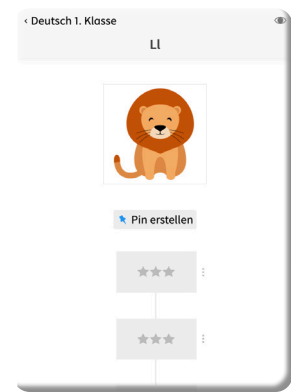 ‹ Deutsch 1. Klasse
Ll
Pin erstellen